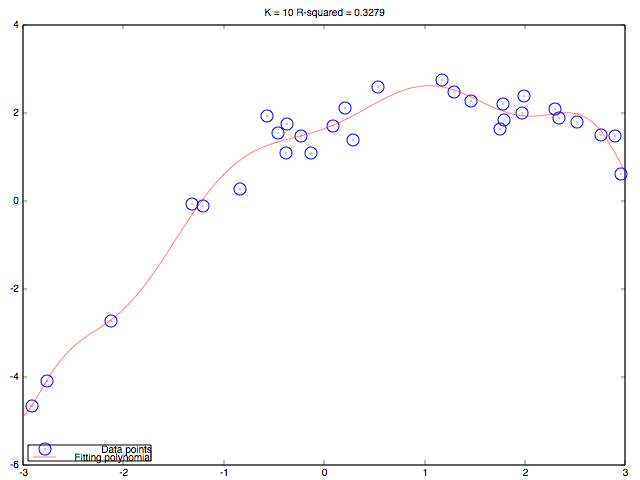 K = 10 R-squared = 0.3279
4
2
0
-2
-4
-6
Data points
Fitting polynomial
-3 -2 -1 0 1 2 3